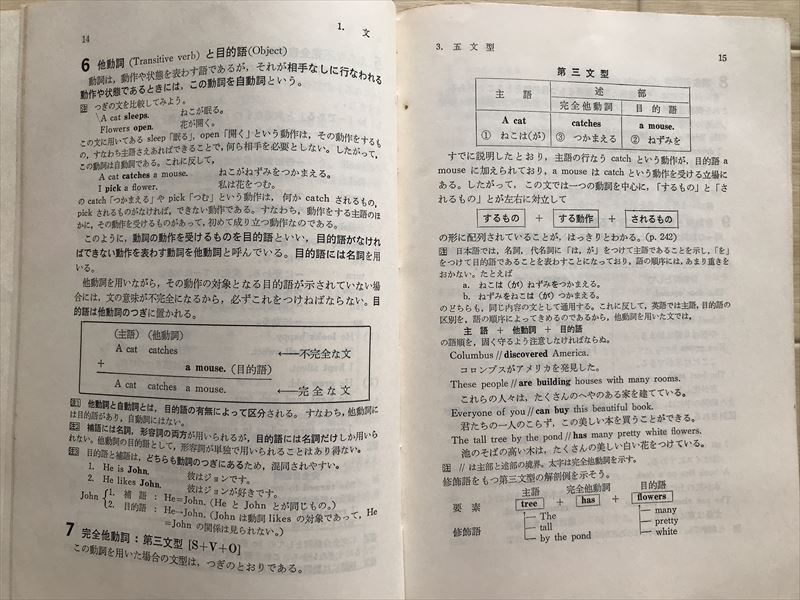 14
1. 文
6 他動詞 (Transitive verb) と目的語(Object)
動詞は，動作や状態を表わす語であるが，それが相手なしに行なわれる
動作や状態であるときには，この動詞を自動詞という。
注 つぎの文を比較してみよう。
A cat sleeps. ねこが眠る。
Flowers open. 花が開く。
この文に用いてある sleep「眠る」，open「開く」という動作は，その動作をするも
の，すなわち主語さえあればできることで，何ら相手を必要としない。したがって，
この動詞は自動詞である。これに反して，
A cat catches a mouse. ねこがねずみをつかまえる。
I pick a flower. 私は花をつむ。
の catch「つかまえる」や pick「つむ」という動作は，何か catch されるもの，
pick されるものがなければ，できない動作である。すなわち，動作をする主語のほ
かに，その動作を受けるものがあって，初めて成り立つ動作なのである。
このように，動詞の動作を受けるものを目的語といい，目的語がなけれ
ばできない動作を表わす動詞を他動詞と呼んでいる。目的語には名詞を用
いる。
他動詞を用いながら，その動作の対象となる目的語が示されていない場
合には，文の意味が不完全になるから，必ずこれをつけねばならない。目
的語は他動詞のつぎに置かれる。
(主語) (他動詞)
A cat catches ←—不完全な文
+ a mouse. (目的語)
A cat catches a mouse. ←—完全な文
注1 他動詞と自動詞とは，目的語の有無によって区分される。すなわち，他動詞に
は目的語があり，自動詞にはない。
注2 補語には名詞，形容詞の両方が用いられるが，目的語には名詞だけしか用いら
れない。他動詞の目的語として，形容詞が単独で用いられることはあり得ない。
注3 目的語と補語は，どちらも動詞のつぎにあるため，混同されやすい。
1. He is John. 彼はジョンです。
2. He likes John. 彼はジョンが好きです。
John {1. 補語：He=John. (He と John とが同じもの。)
2. 目的語：He→John. (John は動詞 likes の対象であって，He
=John の関係は見られない。)
7 完全他動詞：第三文型 [S+V+O]
この動詞を用いた場合の文型は，つぎのとおりである。
3. 五文型
15
第三文型
主語 述部
完全他動詞 目的語
A cat catches a mouse.
① ねこは(が) ③ つかまえる ② ねずみを
すでに説明したとおり，主語の行なう catch という動作が，目的語 a
mouse に加えられており，a mouse は catch という動作を受ける立場に
ある。したがって，この文では一つの動詞を中心に，「するもの」と「さ
れるもの」とが左右に対立して
するもの + する動作 + されるもの
の形に配列されていることが，はっきりとわかる。(p. 242)
注 日本語では，名詞，代名詞に「は，が」をつけて主語であることを示し，「を」
をつけて目的語であることを表わすことになっており，語の順序には，あまり重きを
おかない。たとえば
a. ねこは (が) ねずみをつかまえる。
b. ねずみをねこは (が) つかまえる。
のどちらも，同じ内容の文として通用する。これに反して，英語では主語，目的語の
区別を，語の順序によってきめるのであるから，他動詞を用いた文では，
主語 + 他動詞 + 目的語
の語順を，固く守るよう注意しなければならぬ。
Columbus // discovered America.
コロンブスがアメリカを発見した。
These people // are building houses with many rooms.
これらの人々は，たくさんのへやのある家を建てている。
Everyone of you // can buy this beautiful book.
君たちの一人のこらず，この美しい本を買うことができる。
The tall tree by the pond // has many pretty white flowers.
池のそばの高い木は，たくさんの美しい白い花をつけている。
注 // は主部と述部の境界。太字は完全他動詞を示す。
修飾語をもつ第三文型の解剖例を示そう。
主語 完全他動詞 目的語
要素 tree + has + flowers
修飾語 The many
tall pretty
by the pond white